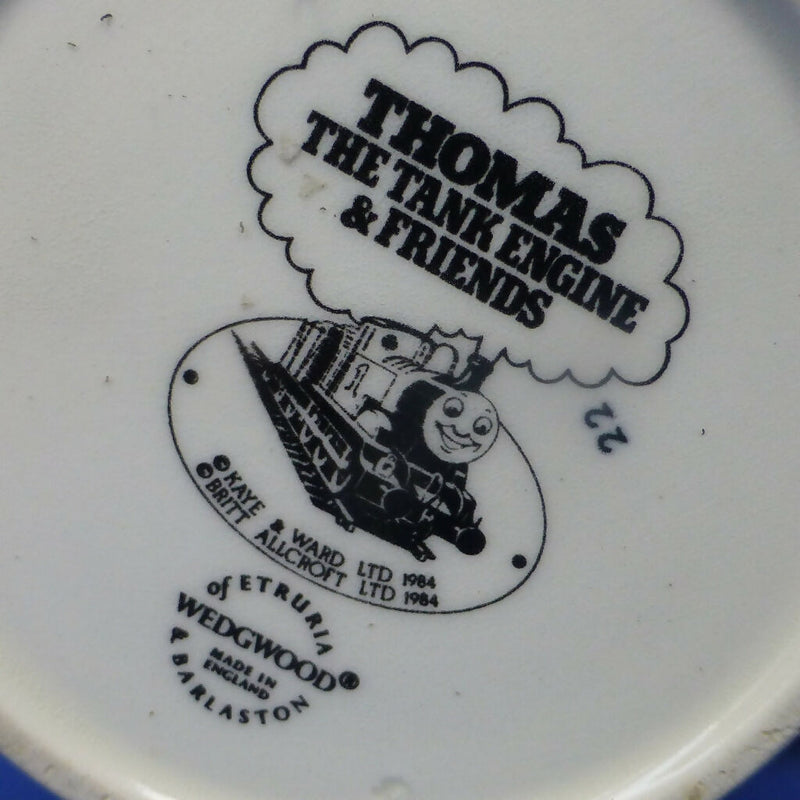 THOMAS
THE TANK ENGINE
& FRIENDS
1
22
© KAYE & WARD LTD 1984
© BRITT ALLCROFT LTD 1984
of ETRURIA
WEDGWOOD®
MADE IN
ENGLAND
& BARLASTON